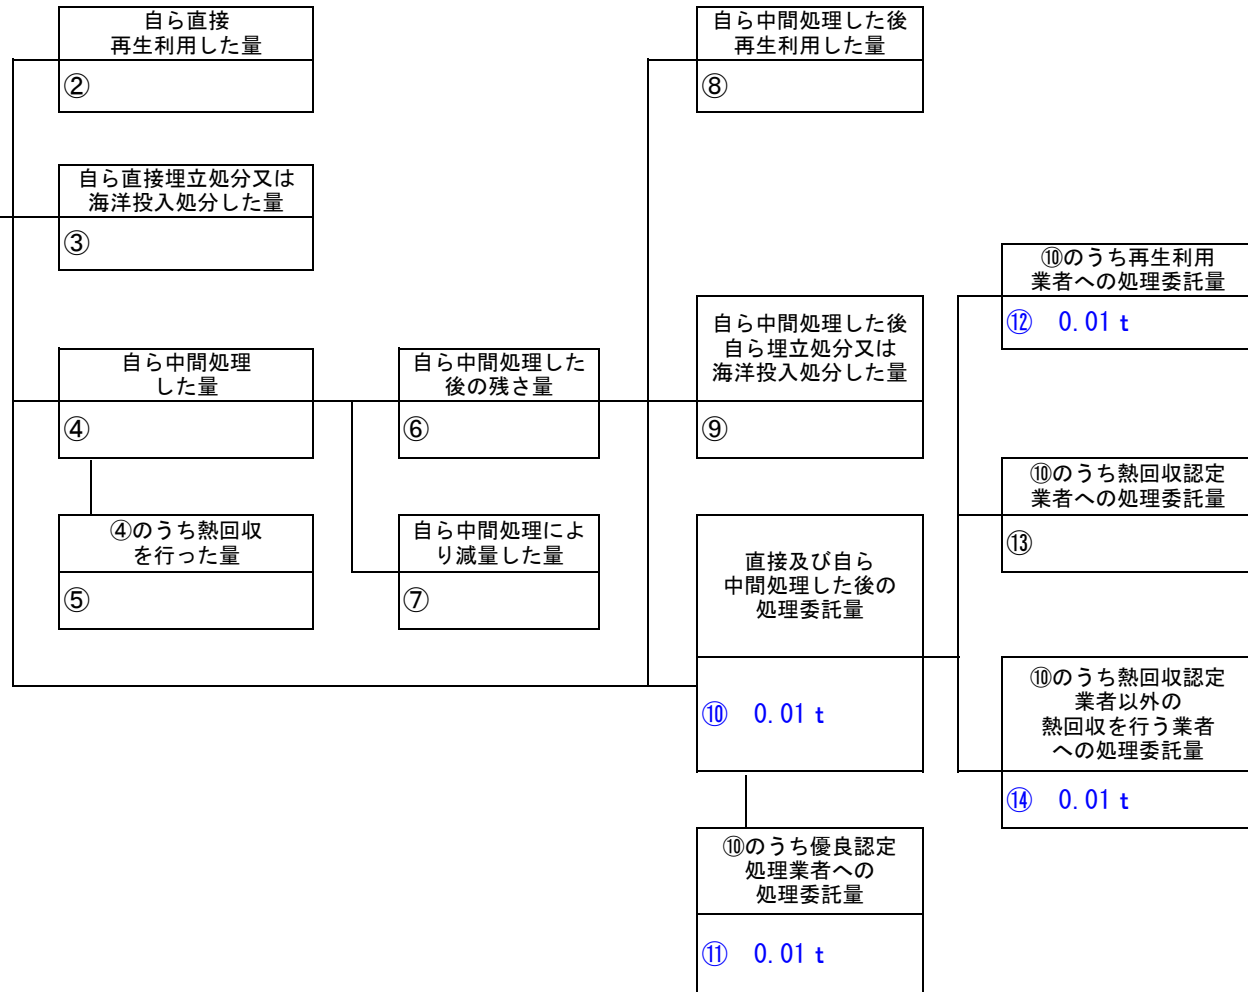 自ら直接
再生利用した量
②
自ら中間処理した後
再生利用した量
⑧
自ら直接埋立処分又は
海洋投入処分した量
③
⑩のうち再生利用
業者への処理委託量
⑫ 0.01 t
自ら中間処理
した量
④
自ら中間処理した
後の残さ量
⑥
自ら中間処理した後
自ら埋立処分又は
海洋投入処分した量
⑨
⑩のうち熱回収認定
業者への処理委託量
⑬
④のうち熱回収
を行った量
⑤
自ら中間処理によ
り減量した量
⑦
直接及び自ら
中間処理した後の
処理委託量
⑩ 0.01 t
⑩のうち熱回収認定
業者以外の
熱回収を行う業者
への処理委託量
⑭ 0.01 t
⑩のうち優良認定
処理業者への
処理委託量
⑪ 0.01 t